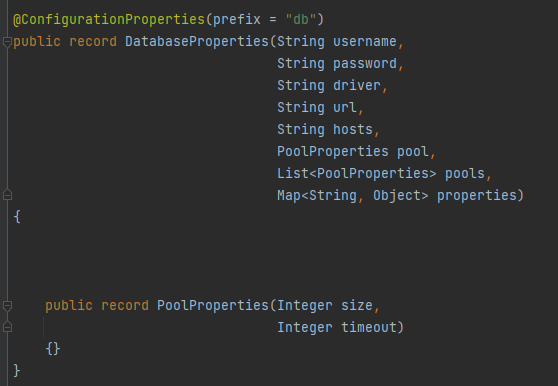 @ConfigurationProperties(prefix = "db")
public record DatabaseProperties(String username,
String password,
String driver,
String url,
String hosts,
PoolProperties pool,
List<PoolProperties> pools,
Map<String, Object> properties)
{
public record PoolProperties(Integer size,
Integer timeout)
{}
}